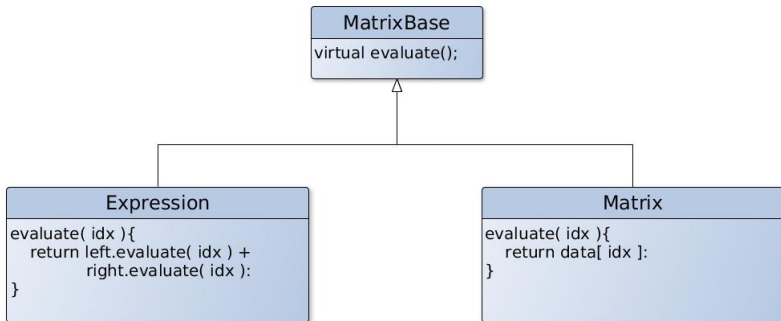 MatrixBase
virtual evaluate();
Expression
evaluate( idx ){
return left.evaluate( idx ) +
right.evaluate( idx ):
}
Matrix
evaluate( idx ){
return data[ idx ]:
}